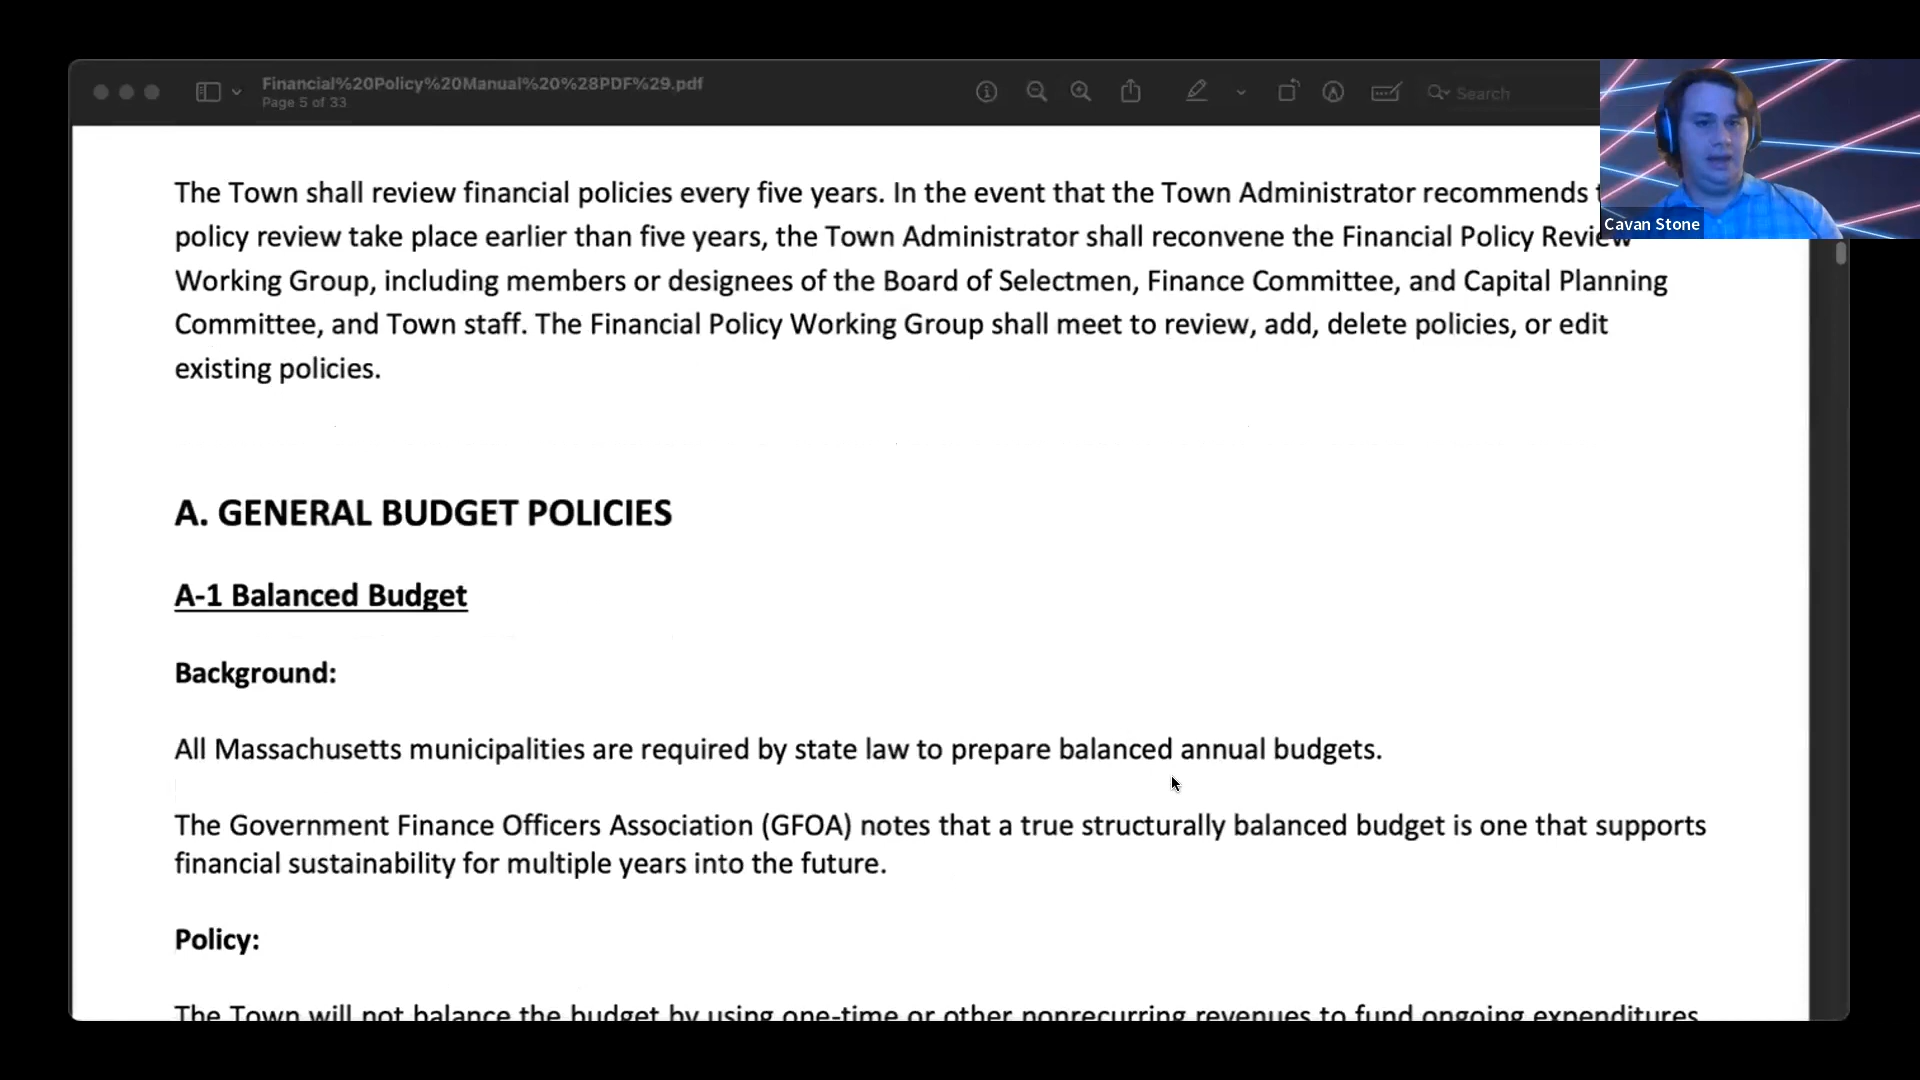 Financial%20Policy%20Manual%20%28PDF%29.pdf
Page 5 of 33
Search
Cavan Stone
The Town shall review financial policies every five years. In the event that the Town Administrator recommends
policy review take place earlier than five years, the Town Administrator shall reconvene the Financial Policy Review
Working Group, including members or designees of the Board of Selectmen, Finance Committee, and Capital Planning
Committee, and Town staff. The Financial Policy Working Group shall meet to review, add, delete policies, or edit
existing policies.
A. GENERAL BUDGET POLICIES
A-1 Balanced Budget
Background:
All Massachusetts municipalities are required by state law to prepare balanced annual budgets.
The Government Finance Officers Association (GFOA) notes that a true structurally balanced budget is one that supports
financial sustainability for multiple years into the future.
Policy:
The Town will not balance the budget by using one-time or other nonrecurring revenues to fund ongoing expenditures